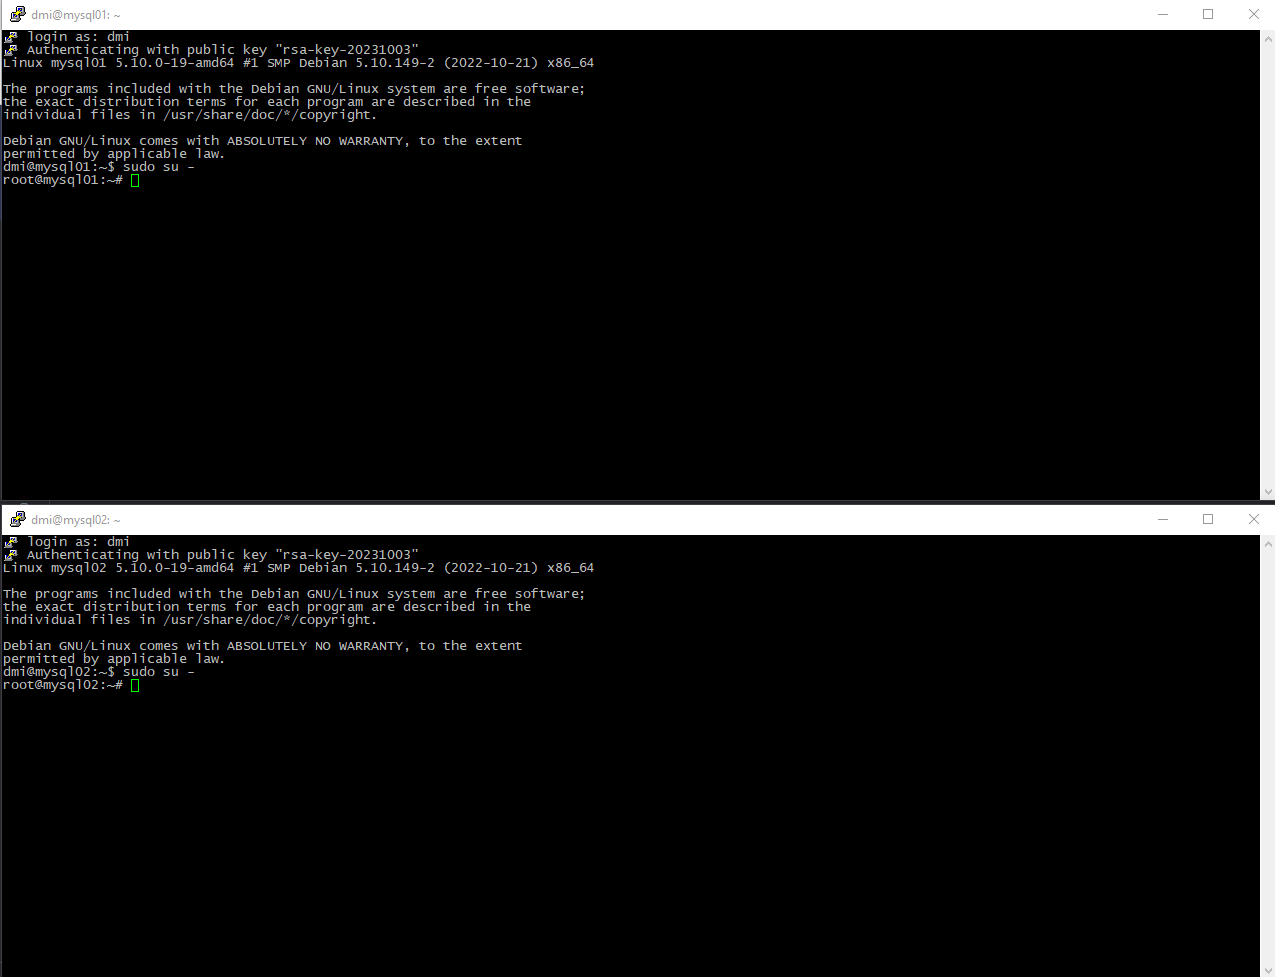 dmi@mysql01: ~
login as: dmi
Authenticating with public key "rsa-key-20231003"
Linux mysql01 5.10.0-19-amd64 #1 SMP Debian 5.10.149-2 (2022-10-21) x86_64
The programs included with the Debian GNU/Linux system are free software;
the exact distribution terms for each program are described in the
individual files in /usr/share/doc/*/copyright.
Debian GNU/Linux comes with ABSOLUTELY NO WARRANTY, to the extent
permitted by applicable law.
dmi@mysql01:~$ sudo su -
root@mysql01:~#
dmi@mysql02: ~
login as: dmi
Authenticating with public key "rsa-key-20231003"
Linux mysql02 5.10.0-19-amd64 #1 SMP Debian 5.10.149-2 (2022-10-21) x86_64
The programs included with the Debian GNU/Linux system are free software;
the exact distribution terms for each program are described in the
individual files in /usr/share/doc/*/copyright.
Debian GNU/Linux comes with ABSOLUTELY NO WARRANTY, to the extent
permitted by applicable law.
dmi@mysql02:~$ sudo su -
root@mysql02:~#